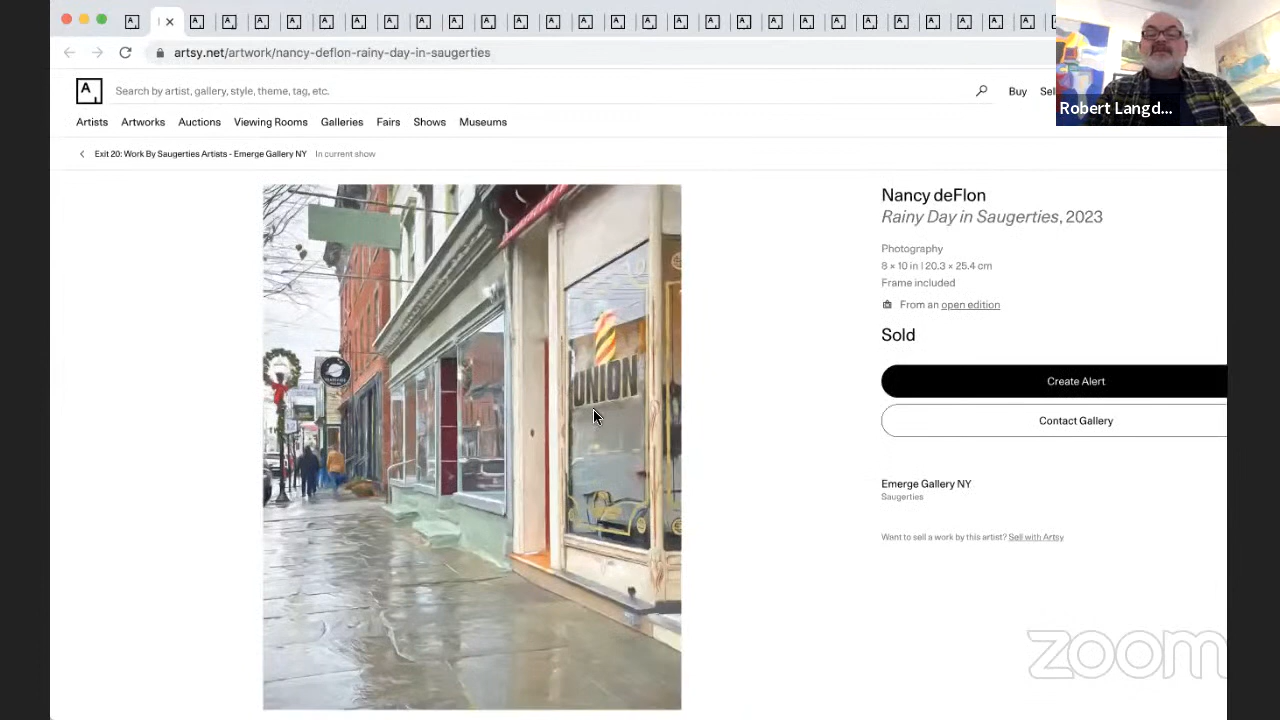 artsy.net/artwork/nancy-deflon-rainy-day-in-saugerties
Search by artist, gallery, style, theme, tag, etc.
Buy Sel
Robert Langd...
Artists Artworks Auctions Viewing Rooms Galleries Fairs Shows Museums
Exit 20: Work By Saugerties Artists - Emerge Gallery NY In current show
Nancy deFlon
Rainy Day in Saugerties, 2023
Photography
8 × 10 in | 20.3 × 25.4 cm
Frame included
From an open edition
Sold
UNION
Create Alert
Contact Gallery
Emerge Gallery NY
Saugerties
Want to sell a work by this artist? Sell with Artsy
zoom